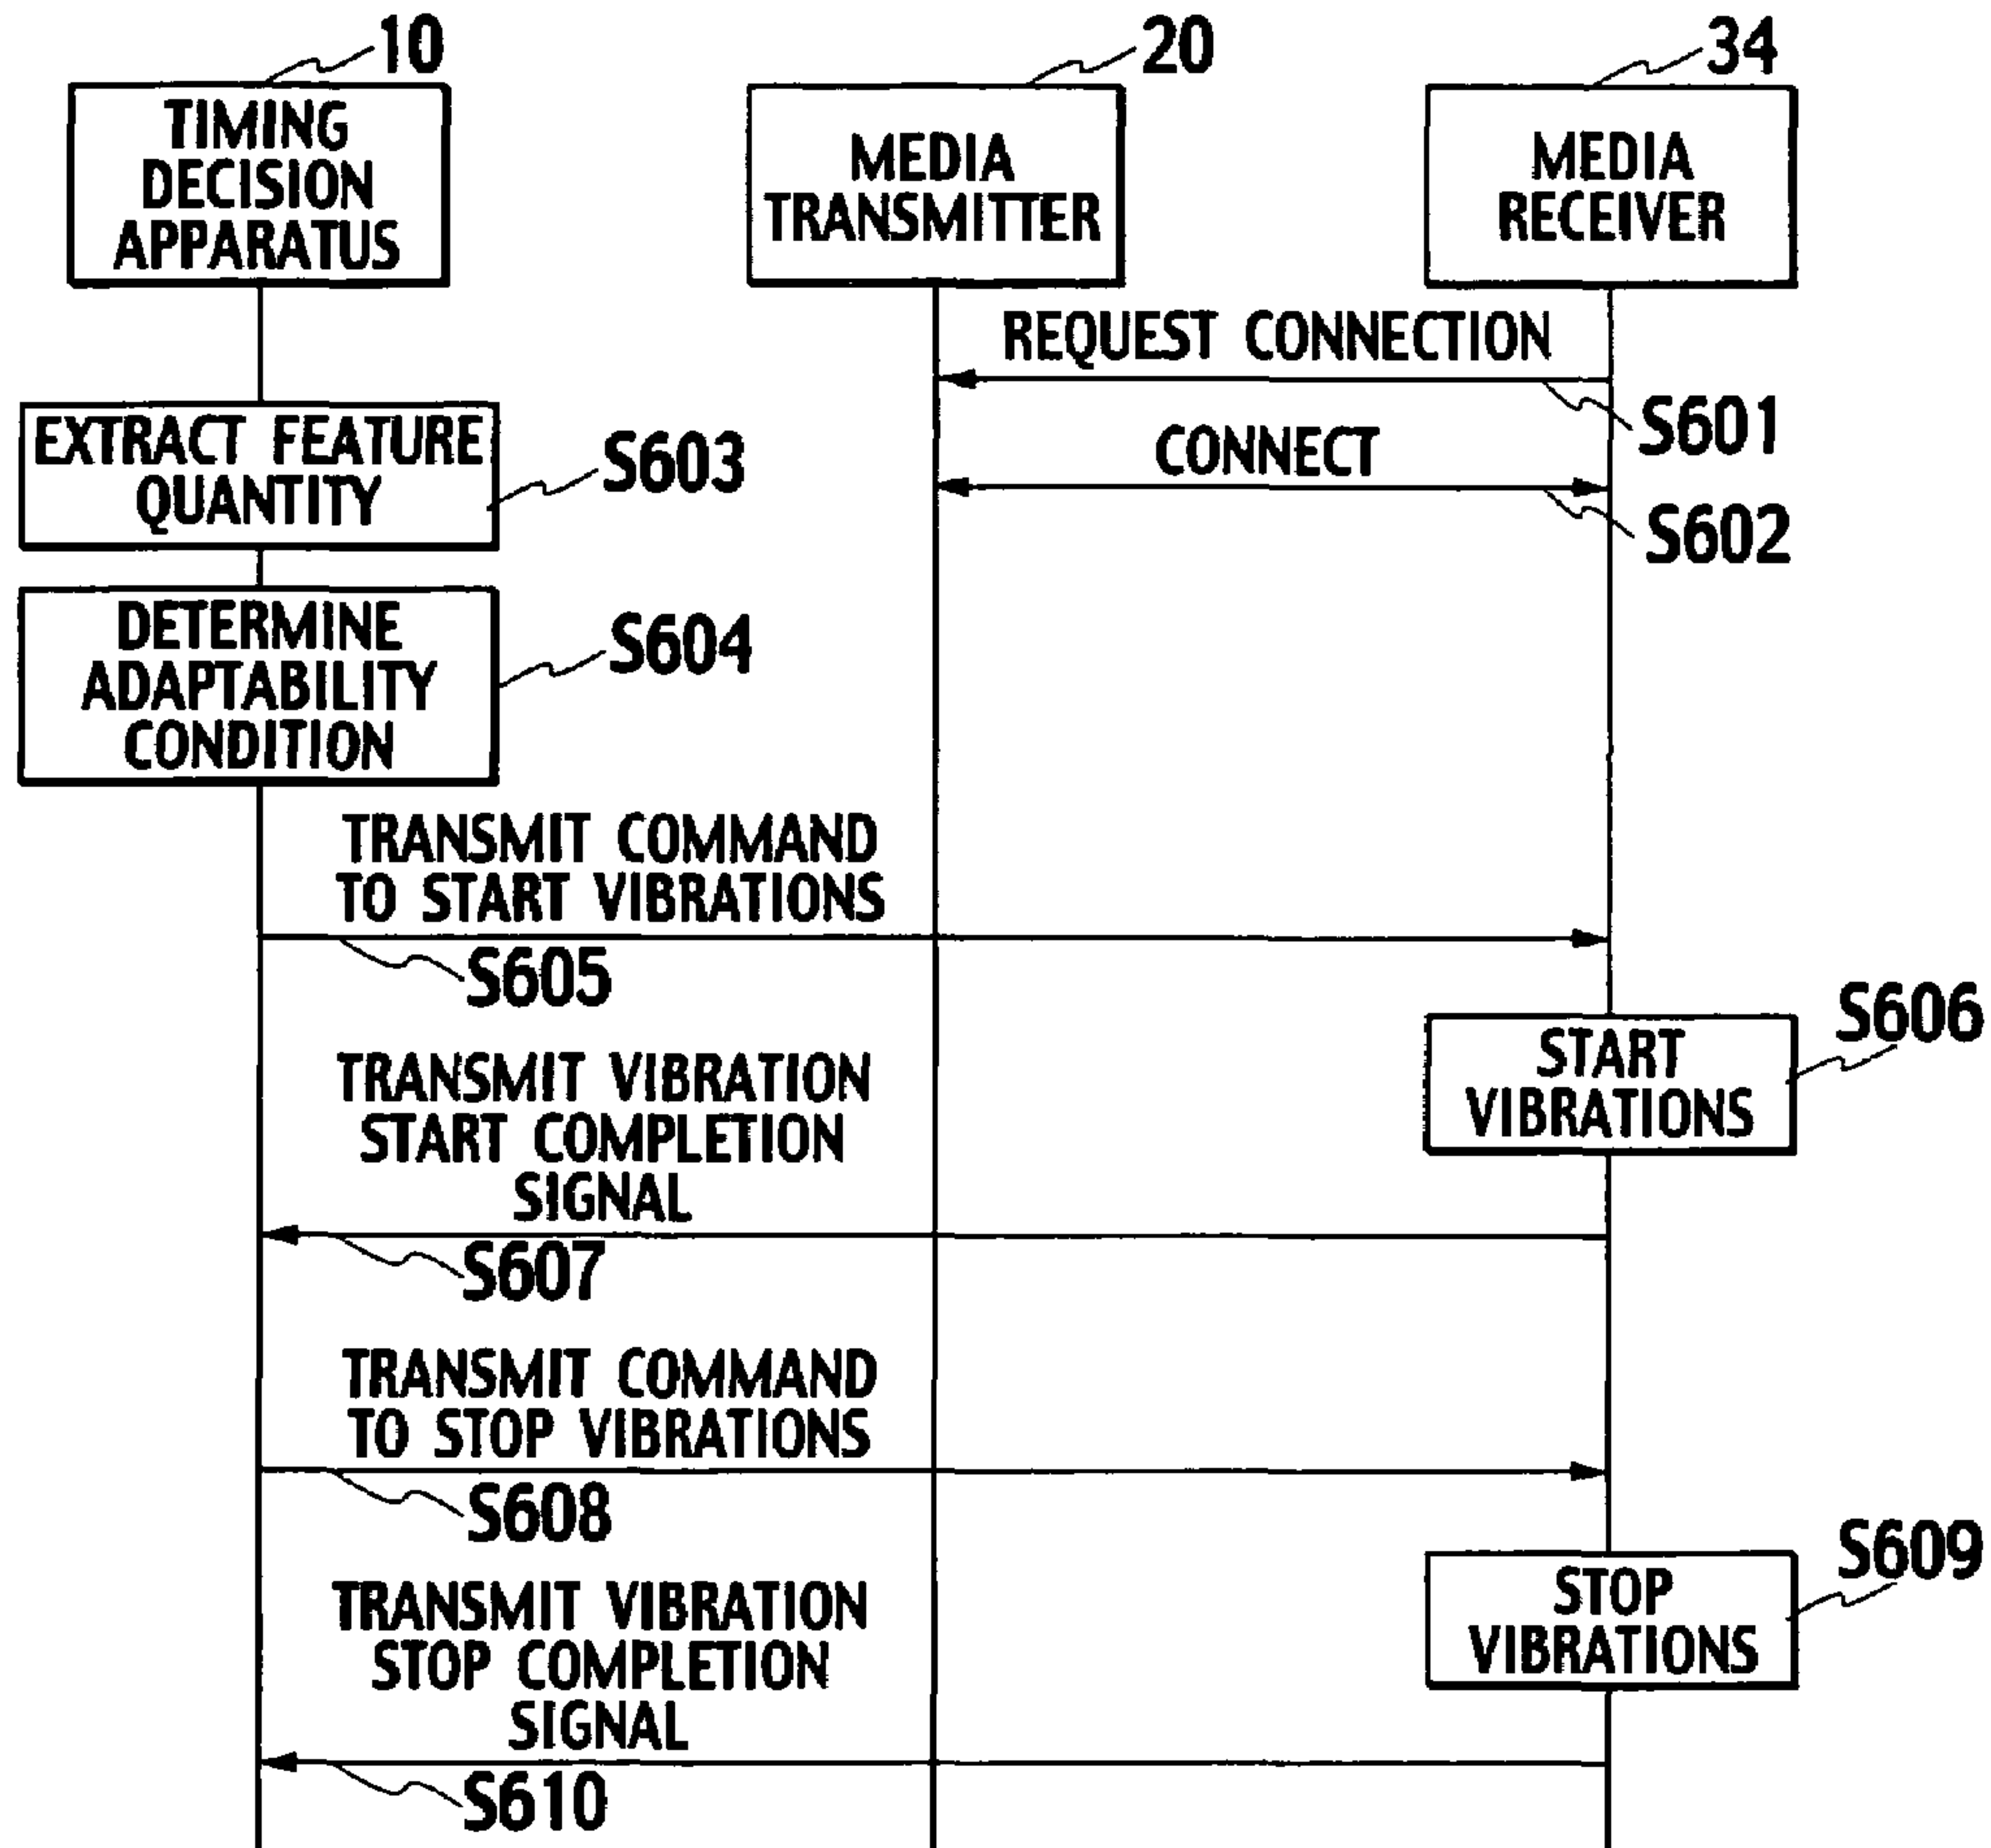 10
20
34
TIMING
DECISION
APPARATUS
MEDIA
TRANSMITTER
MEDIA
RECEIVER
REQUEST CONNECTION
S601
EXTRACT FEATURE
QUANTITY
S603
CONNECT
S602
DETERMINE
ADAPTABILITY
CONDITION
S604
TRANSMIT COMMAND
TO START VIBRATIONS
S605
START
VIBRATIONS
S606
TRANSMIT VIBRATION
START COMPLETION
SIGNAL
S607
TRANSMIT COMMAND
TO STOP VIBRATIONS
S608
STOP
VIBRATIONS
S609
TRANSMIT VIBRATION
STOP COMPLETION
SIGNAL
S610